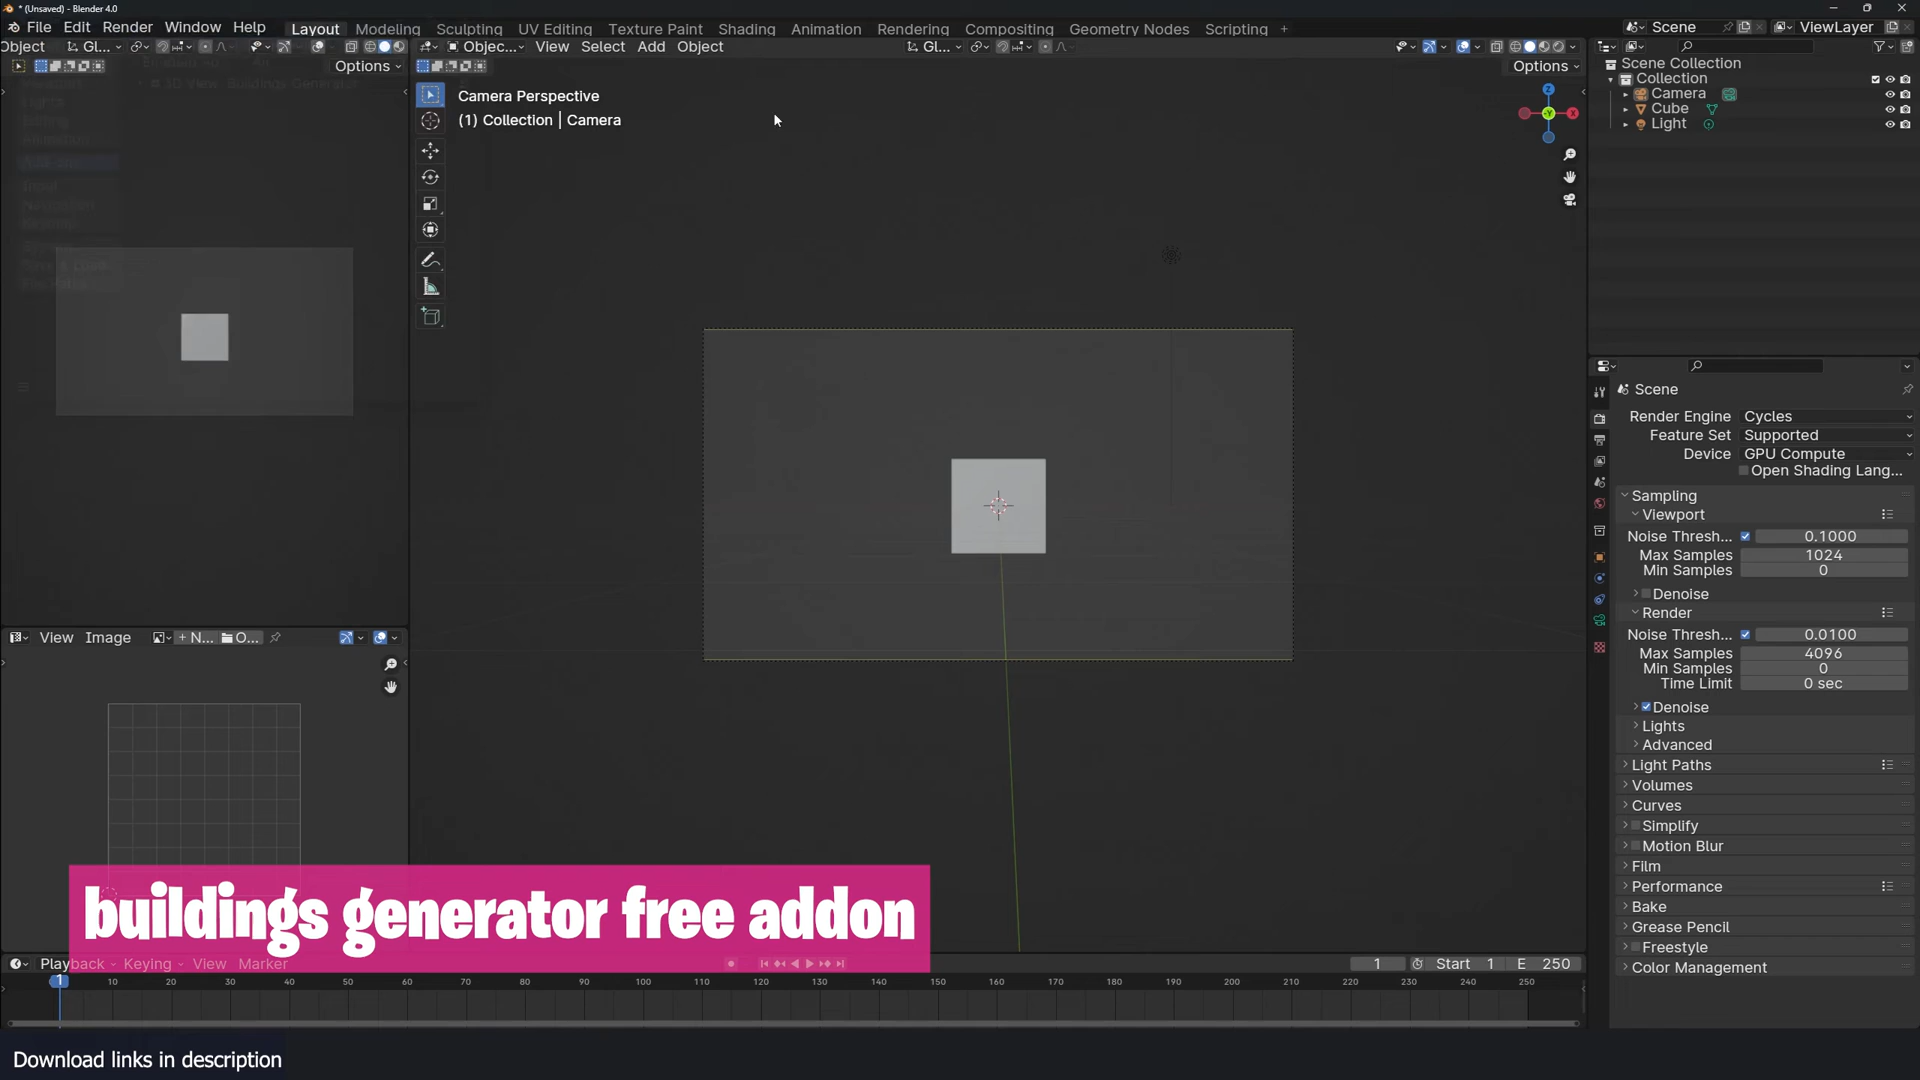 * (Unsaved) - Blender 4.0
File Edit Render Window Help
Layout Modeling Sculpting UV Editing Texture Paint Shading Animation Rendering Compositing Geometry Nodes Scripting +
Scene
ViewLayer
Object Gl...
Objec... View Select Add Object
Gl...
Options
Options
Camera Perspective
(1) Collection | Camera
Z
X
Y
Scene Collection
Collection
Camera
Cube
Light
Scene
Render Engine Cycles
Feature Set Supported
Device GPU Compute
Open Shading Lang...
Sampling
Viewport
Noise Thresh... 0.1000
Max Samples 1024
Min Samples 0
Denoise
Render
Noise Thresh... 0.0100
Max Samples 4096
Min Samples 0
Time Limit 0 sec
Denoise
Lights
Advanced
Light Paths
Volumes
Curves
Simplify
Motion Blur
Film
Performance
Bake
Grease Pencil
Freestyle
Color Management
View Image + N... O...
buildings generator free addon
Playback Keying View Marker
1 Start 1 E 250
1 10 20 30 40 50 60 70 80 90 100 110 120 130 140 150 160 170 180 190 200 210 220 230 240 250
Download links in description